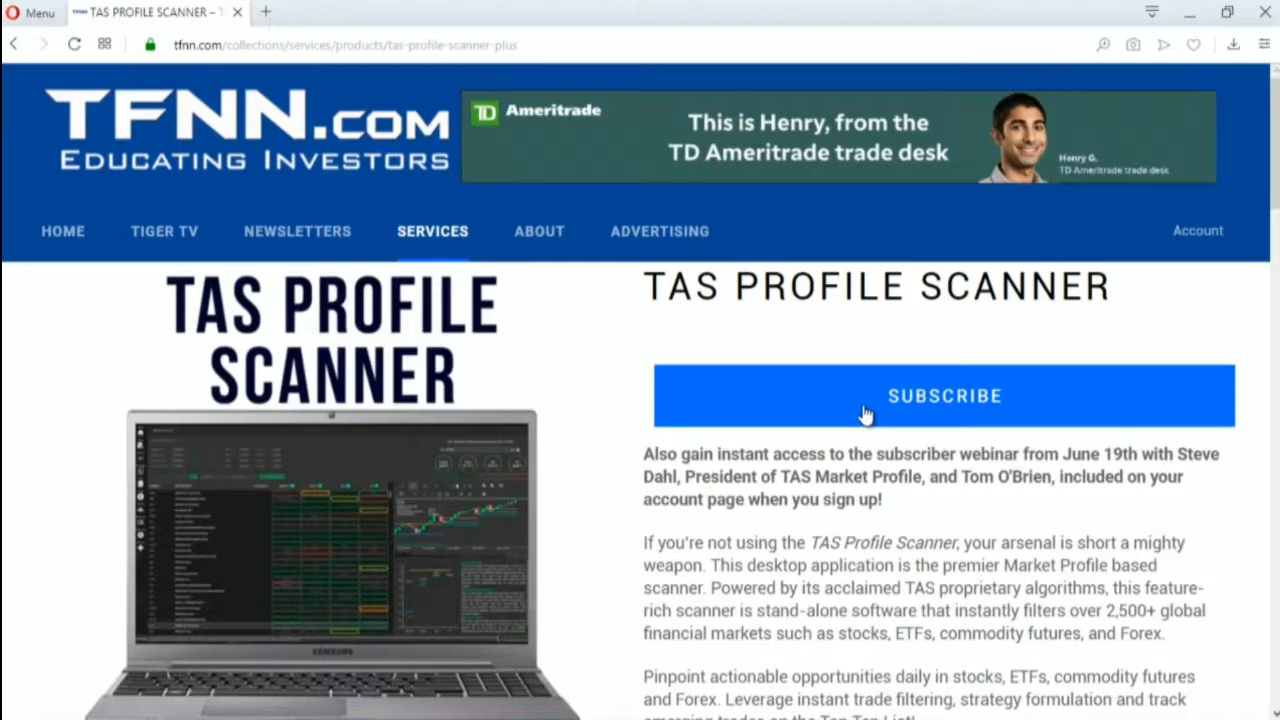 Menu
TAS PROFILE SCANNER – T
tfnn.com/collections/services/products/tas-profile-scanner-plus
TFNN.COM
EDUCATING INVESTORS
TD Ameritrade
This is Henry, from the
TD Ameritrade trade desk
Henry G.
TD Ameritrade trade desk
HOME
TIGER TV
NEWSLETTERS
SERVICES
ABOUT
ADVERTISING
Account
TAS PROFILE
SCANNER
SAMSUNG
TAS PROFILE SCANNER
SUBSCRIBE
Also gain instant access to the subscriber webinar from June 19th with Steve
Dahl, President of TAS Market Profile, and Tom O'Brien, included on your
account page when you sign up!
If you're not using the TAS Profile Scanner, your arsenal is short a mighty
weapon. This desktop application is the premier Market Profile based
scanner. Powered by its acclaimed TAS proprietary algorithms, this feature-
rich scanner is stand-alone software that instantly filters over 2,500+ global
financial markets such as stocks, ETFs, commodity futures, and Forex.
Pinpoint actionable opportunities daily in stocks, ETFs, commodity futures
and Forex. Leverage instant trade filtering, strategy formulation and track
emerging trades on the Top Ten List!